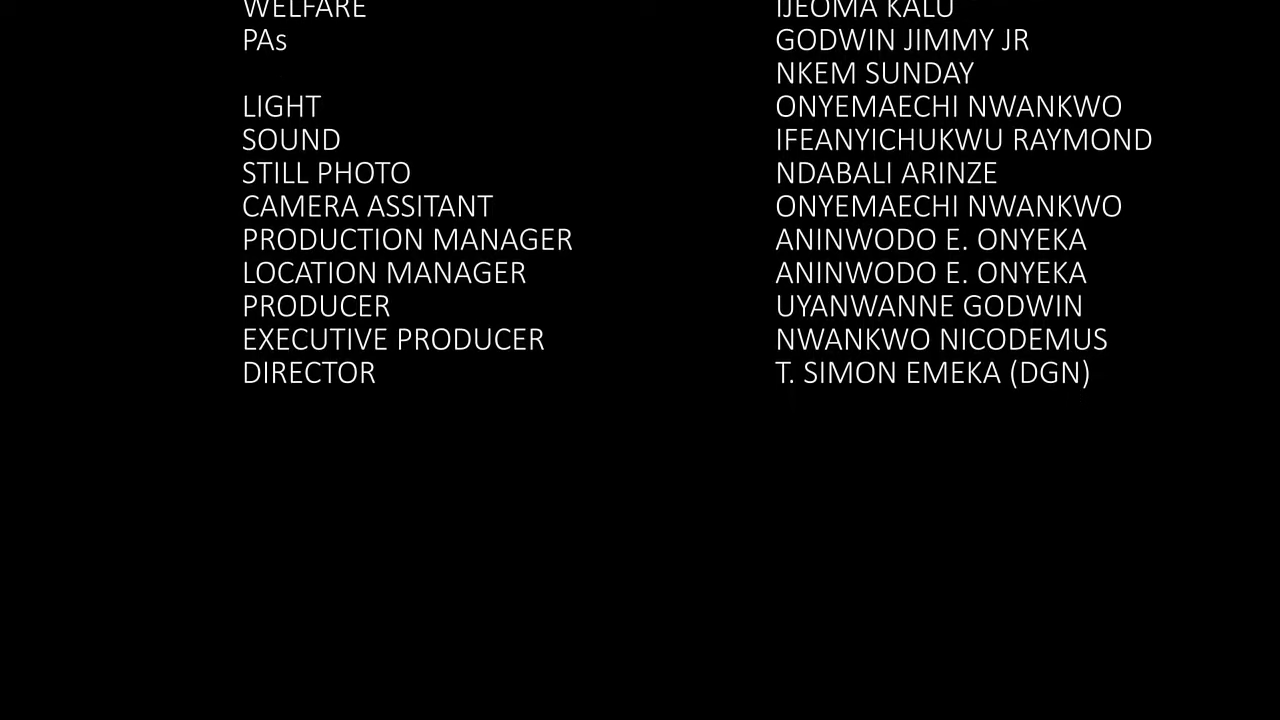 WELFARE IJEOMA KALU
PAs GODWIN JIMMY JR
NKEM SUNDAY
LIGHT ONYEMAECHI NWANKWO
SOUND IFEANYICHUKWU RAYMOND
STILL PHOTO NDABALI ARINZE
CAMERA ASSITANT ONYEMAECHI NWANKWO
PRODUCTION MANAGER ANINWODO E. ONYEKA
LOCATION MANAGER ANINWODO E. ONYEKA
PRODUCER UYANWANNE GODWIN
EXECUTIVE PRODUCER NWANKWO NICODEMUS
DIRECTOR T. SIMON EMEKA (DGN)